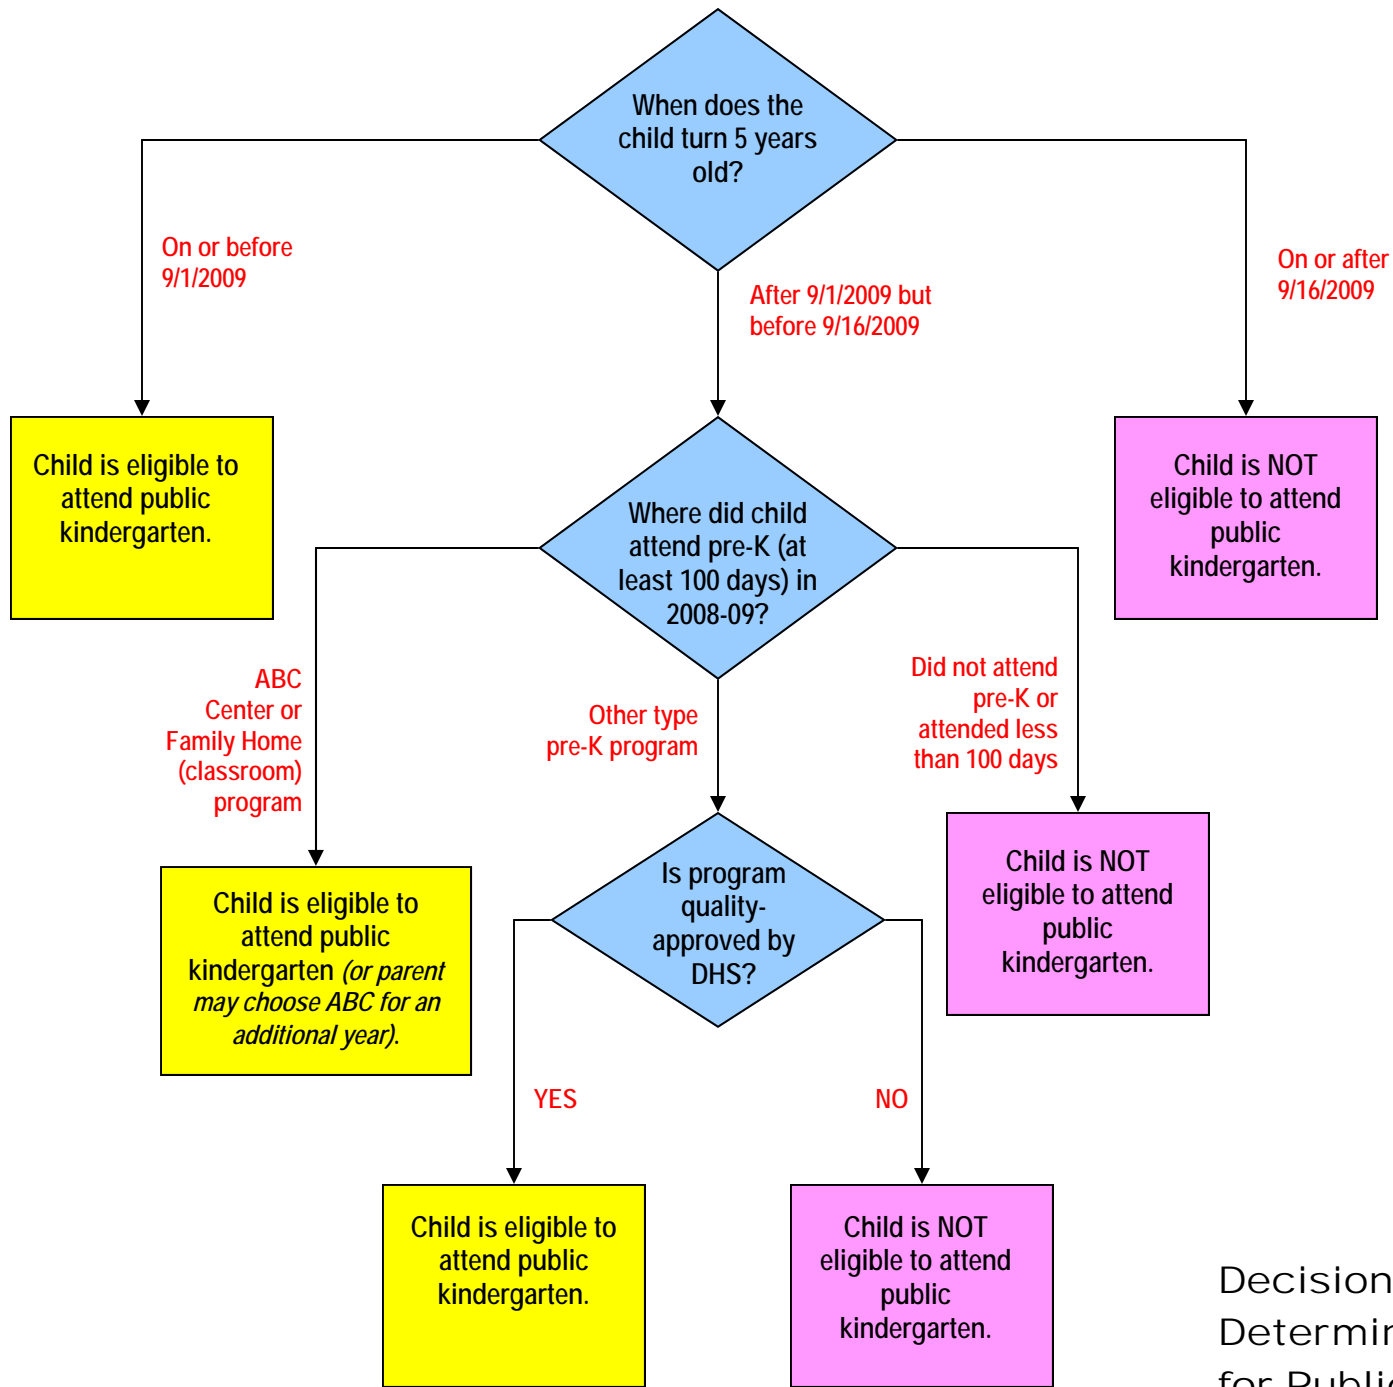 When does the
child turn 5 years
old?
On or before
9/1/2009
After 9/1/2009 but
before 9/16/2009
On or after
9/16/2009
Child is eligible to
attend public
kindergarten.
Where did child
attend pre-K (at
least 100 days) in
2008-09?
Child is NOT
eligible to attend
public
kindergarten.
ABC
Center or
Family Home
(classroom)
program
Other type
pre-K program
Did not attend
pre-K or
attended less
than 100 days
Child is eligible to
attend public
kindergarten (or parent
may choose ABC for an
additional year).
Is program
quality-
approved by
DHS?
Child is NOT
eligible to attend
public
kindergarten.
YES
NO
Child is eligible to
attend public
kindergarten.
Child is NOT
eligible to attend
public
kindergarten.
Decision
Determin
for Public